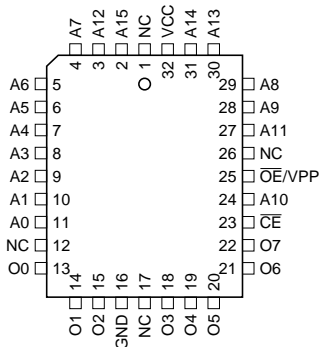 A7 A12 A15 NC VCC A14 A13
4 3 2 1 32 31 30
A6 5 29 A8
A5 6 28 A9
A4 7 27 A11
A3 8 26 NC
A2 9 25 O̅E̅/VPP
A1 10 24 A10
A0 11 23 C̅E̅
NC 12 22 O7
O0 13 21 O6
14 15 16 17 18 19 20
O1 O2 GND NC O3 O4 O5